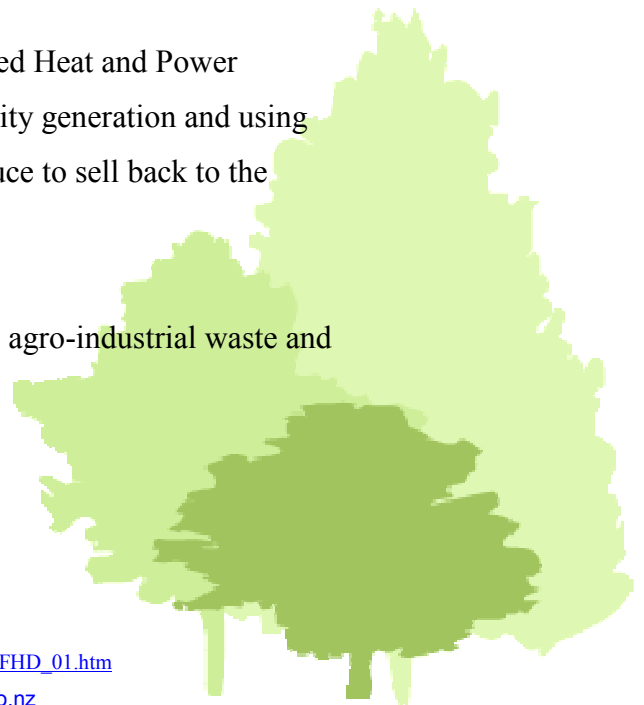 ed Heat and Power
ity generation and using
uce to sell back to the
agro-industrial waste and
FHD_01.htm
o.nz